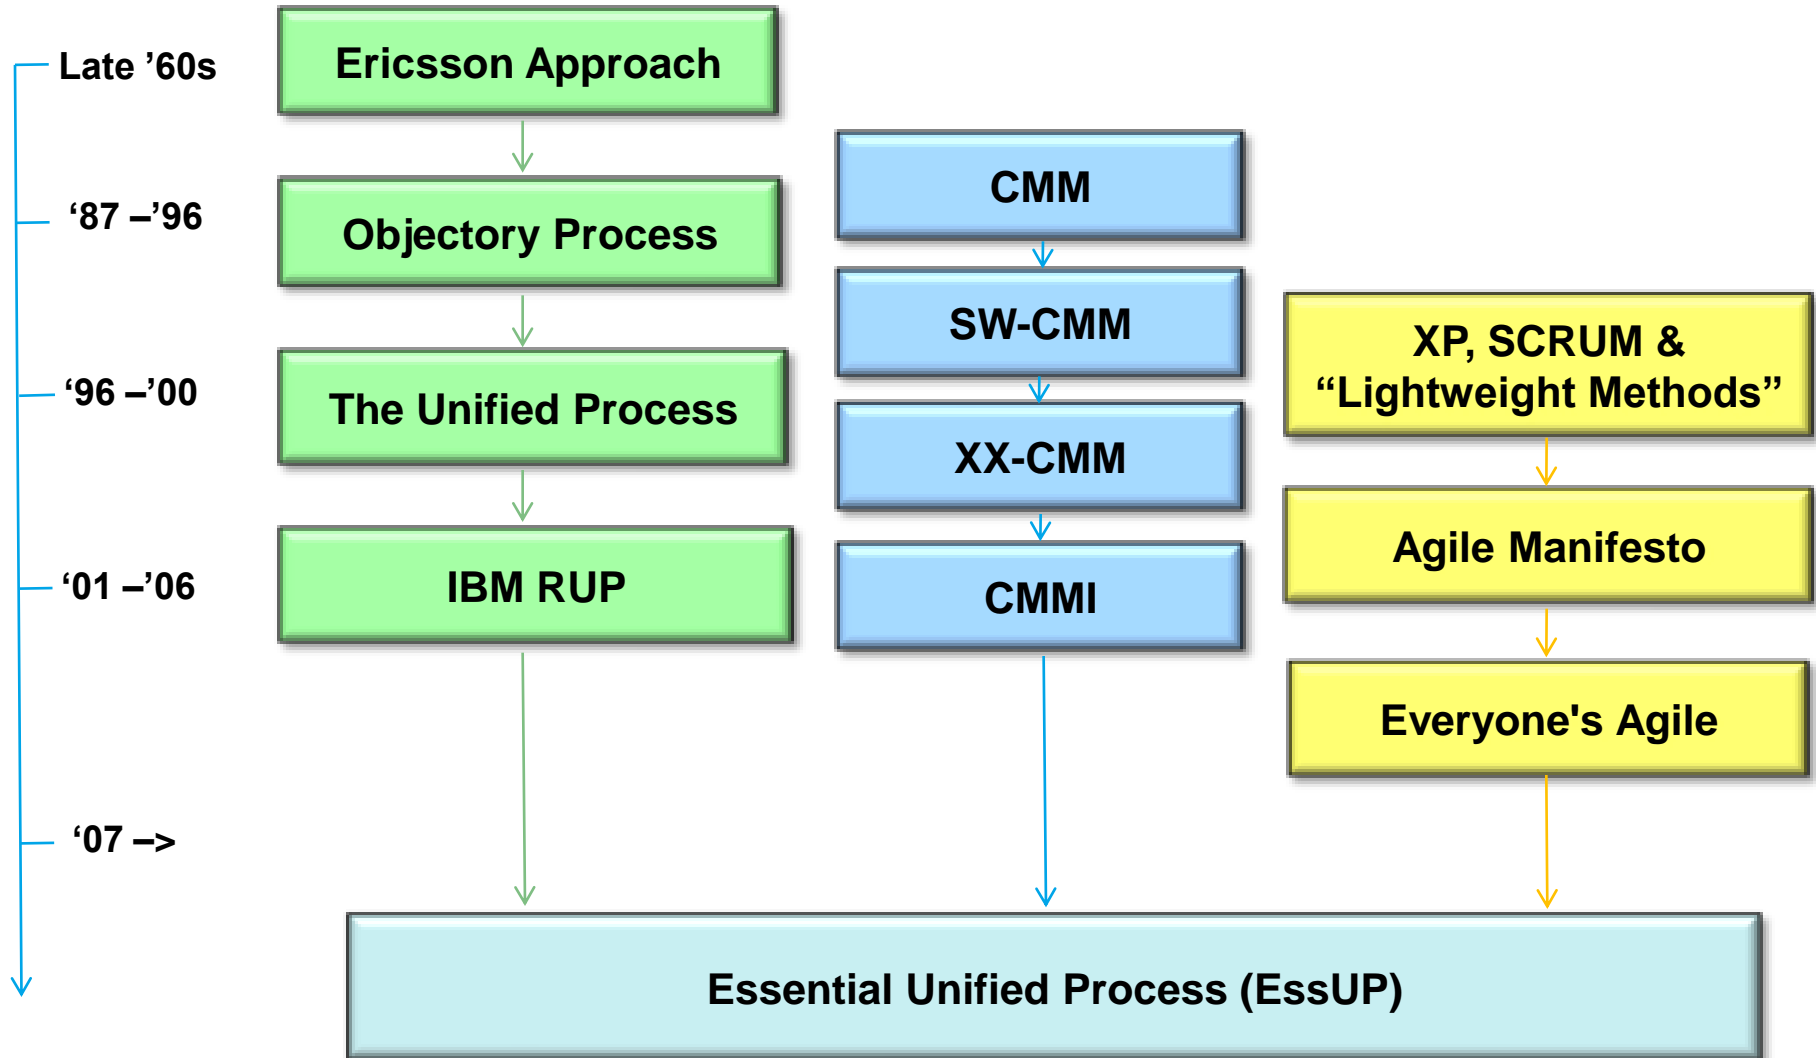 Late ’60s
Ericsson Approach
‘87 –’96
Objectory Process
‘96 –’00
The Unified Process
‘01 –’06
IBM RUP
‘07 –>
CMM
SW-CMM
XX-CMM
CMMI
XP, SCRUM &
“Lightweight Methods”
Agile Manifesto
Everyone's Agile
Essential Unified Process (EssUP)